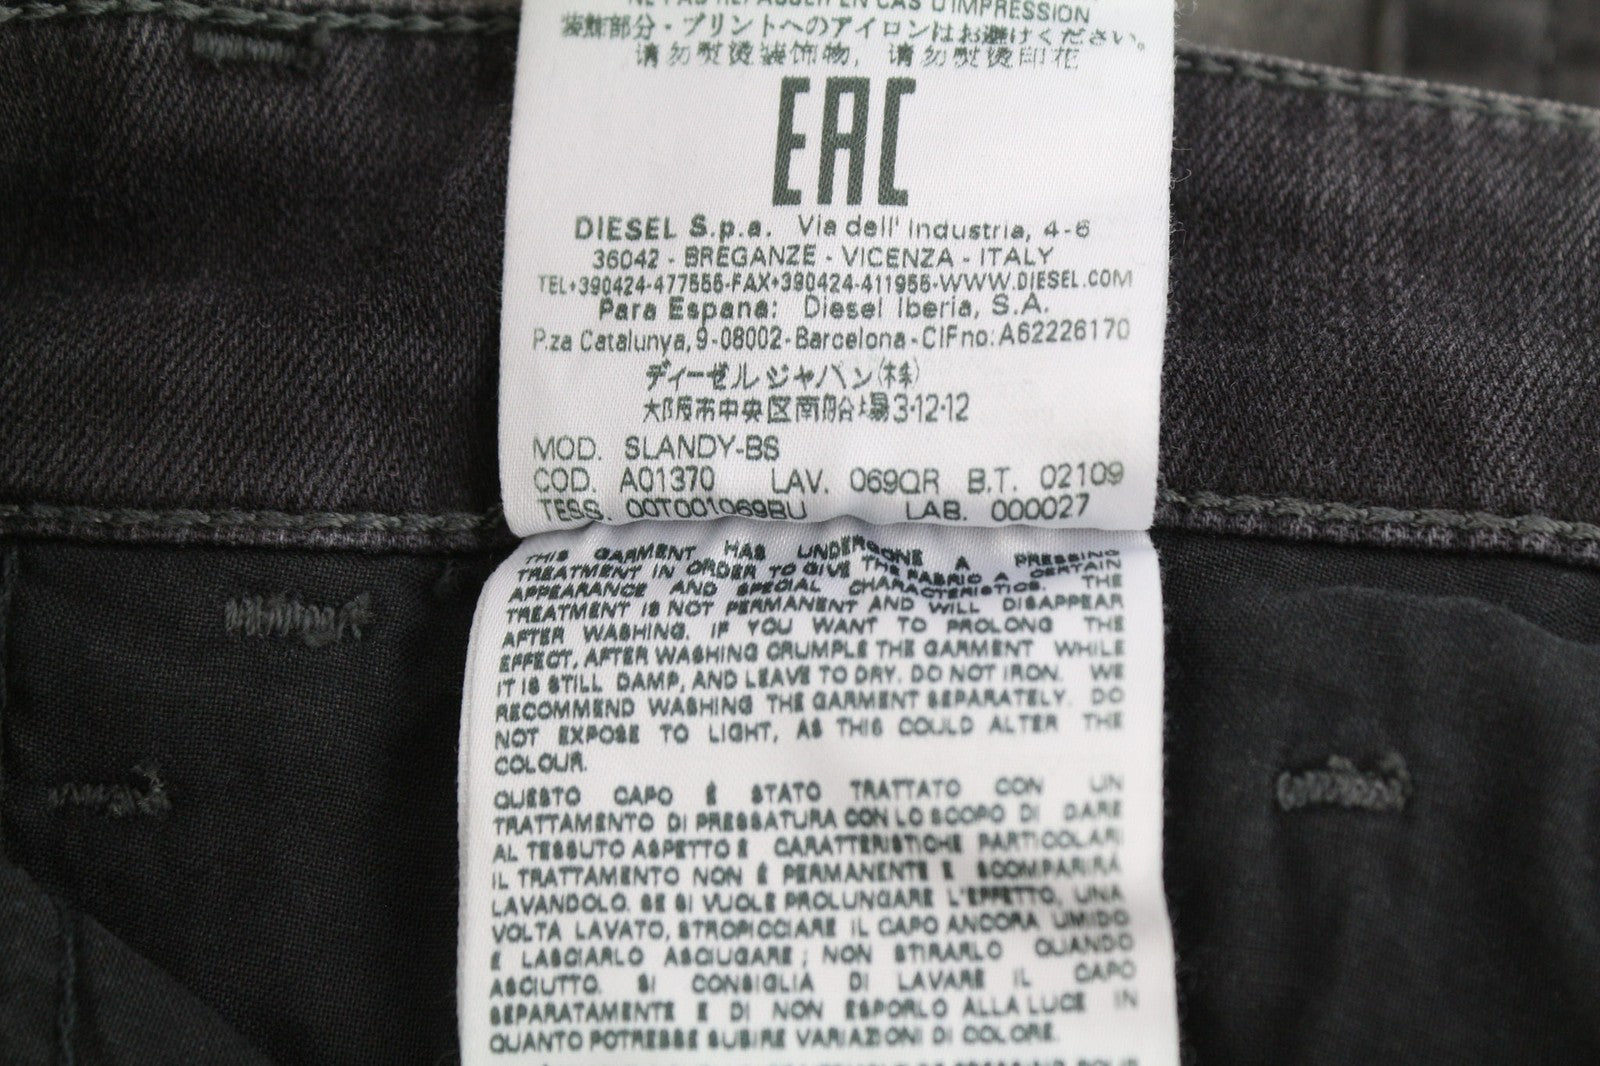 NE PAS REPASSER EN CAS D'IMPRESSION
装飾部分・プリントへのアイロンはお避けください。
请勿熨烫装饰物，请勿熨烫印花
EAC
DIESEL S.p.a. Via dell' Industria, 4-6
36042 - BREGANZE - VICENZA - ITALY
TEL+390424-477555-FAX+390424-411955-WWW.DIESEL.COM
Para Espana: Diesel Iberia, S.A.
P.za Catalunya, 9-08002-Barcelona-CIF no: A62226170
ディーゼルジャパン(株)
大阪市中央区南船場3-12-12
MOD. SLANDY-BS
COD. A01370 LAV. 069QR B.T. 02109
TESS. 00T001069BU LAB. 000027
THIS GARMENT HAS UNDERGONE A PRESSING
TREATMENT IN ORDER TO GIVE THE FABRIC A CERTAIN
APPEARANCE AND SPECIAL CHARACTERISTICS. THE
TREATMENT IS NOT PERMANENT AND WILL DISAPPEAR
AFTER WASHING. IF YOU WANT TO PROLONG THE
EFFECT, AFTER WASHING CRUMPLE THE GARMENT WHILE
IT IS STILL DAMP, AND LEAVE TO DRY. DO NOT IRON. WE
RECOMMEND WASHING THE GARMENT SEPARATELY. DO
NOT EXPOSE TO LIGHT, AS THIS COULD ALTER THE
COLOUR.
QUESTO CAPO È STATO TRATTATO CON UN
TRATTAMENTO DI PRESSATURA CON LO SCOPO DI DARE
AL TESSUTO ASPETTO E CARATTERISTICHE PARTICOLARI
IL TRATTAMENTO NON È PERMANENTE E SCOMPARIRÁ
LAVANDOLO. SE SI VUOLE PROLUNGARE L'EFFETTO, UNA
VOLTA LAVATO, STROPICCIARE IL CAPO ANCORA UMIDO
E LASCIARLO ASCIUGARE; NON STIRARLO QUANDO
ASCIUTTO. SI CONSIGLIA DI LAVARE IL CAPO
SEPARATAMENTE E DI NON ESPORLO ALLA LUCE IN
QUANTO POTREBBE SUBIRE VARIAZIONI DI COLORE.